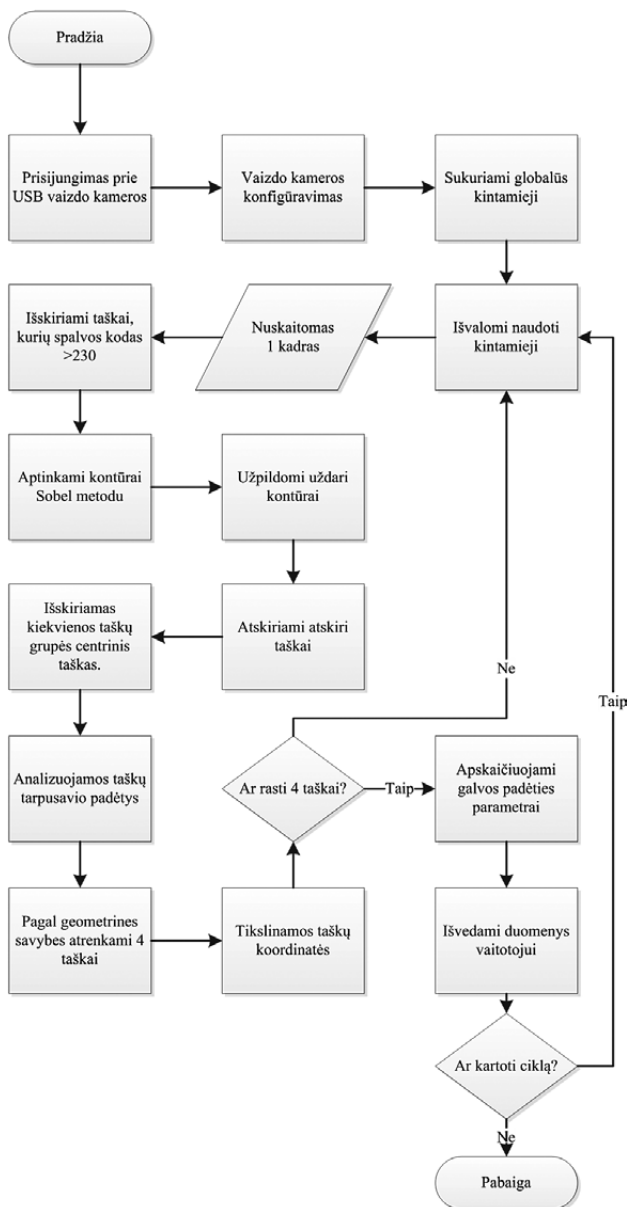 Pradžia
Prisijungimas prie
USB vaizdo kameros
Vaizdo kameros
konfigūravimas
Sukuriami globalūs
kintamieji
Išvalomi naudoti
kintamieji
Nuskaitomas
1 kadras
Išskiriami taškai,
kurių spalvos kodas
>230
Aptinkami kontūrai
Sobel metodu
Užpildomi uždari
kontūrai
Atskiriami atskiri
taškai
Išskiriamas
kiekvienos taškų
grupės centrinis
taškas.
Analizuojamos taškų
tarpusavio padėtys
Pagal geometrines
savybes atrenkami 4
taškai
Tikslinamos taškų
koordinatės
Ar rasti 4 taškai?
Ne
Taip
Apskaičiuojami
galvos padėties
parametrai
Išvedami duomenys
vaitotojui
Ar kartoti ciklą?
Taip
Ne
Pabaiga